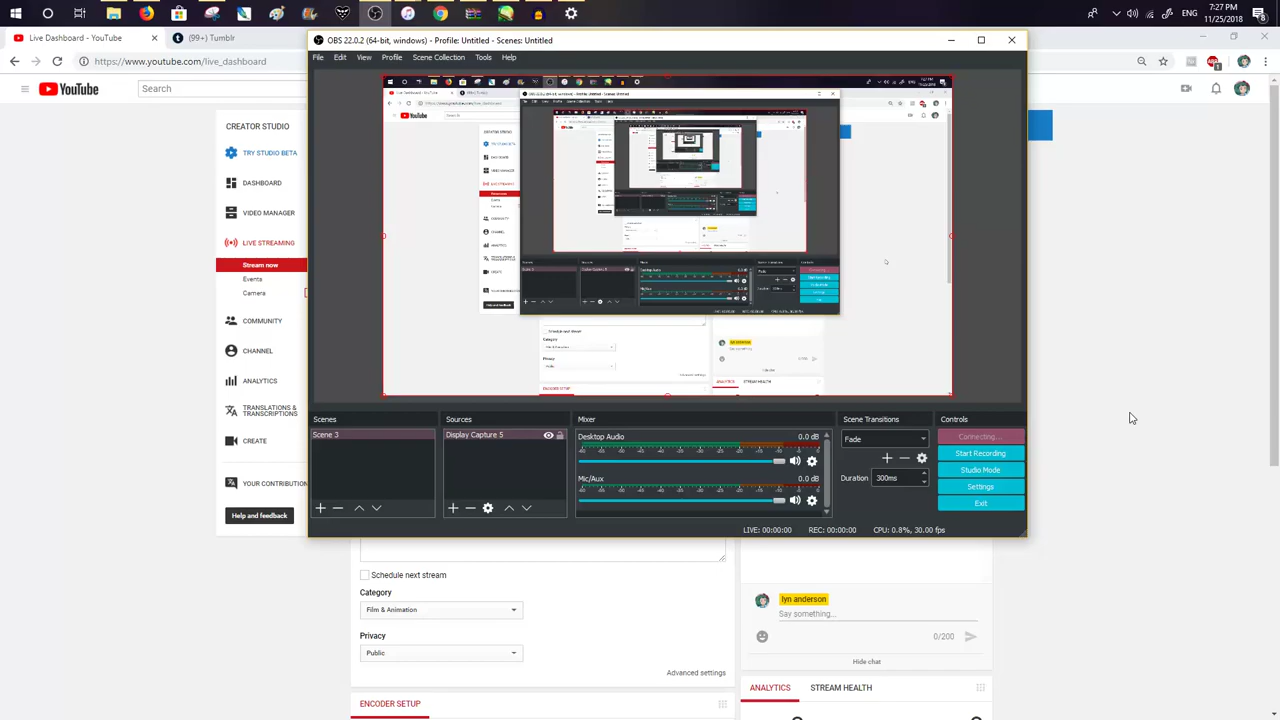 7:27 PM
11/25/2018
Live Dashboard - YouTube
(99+) Tumblr
https://www.youtube.com/live_dashboard
YouTube
Search
OBS 22.0.2 (64-bit, windows) - Profile: Untitled - Scenes: Untitled
File Edit View Profile Scene Collection Tools Help
CREATOR STUDIO
TRY STUDIO BETA
DASHBOARD
VIDEO MANAGER
LIVE STREAMING
Stream now
Events
Camera
COMMUNITY
CHANNEL
ANALYTICS
TRANSLATIONS &
TRANSCRIPTIONS
CREATE
YOUR CONTRIBUTION
Help and feedback
Scenes
Scene 3
Sources
Display Capture 5
Mixer
Desktop Audio 0.0 dB
Mic/Aux 0.0 dB
Scene Transitions
Fade
Duration 300ms
Controls
Connecting...
Start Recording
Studio Mode
Settings
Exit
LIVE: 00:00:00 REC: 00:00:00 CPU: 0.8%, 30.00 fps
Schedule next stream
Category
Film & Animation
Privacy
Public
Advanced settings
ENCODER SETUP
lyn anderson
Say something...
0/200
Hide chat
ANALYTICS STREAM HEALTH